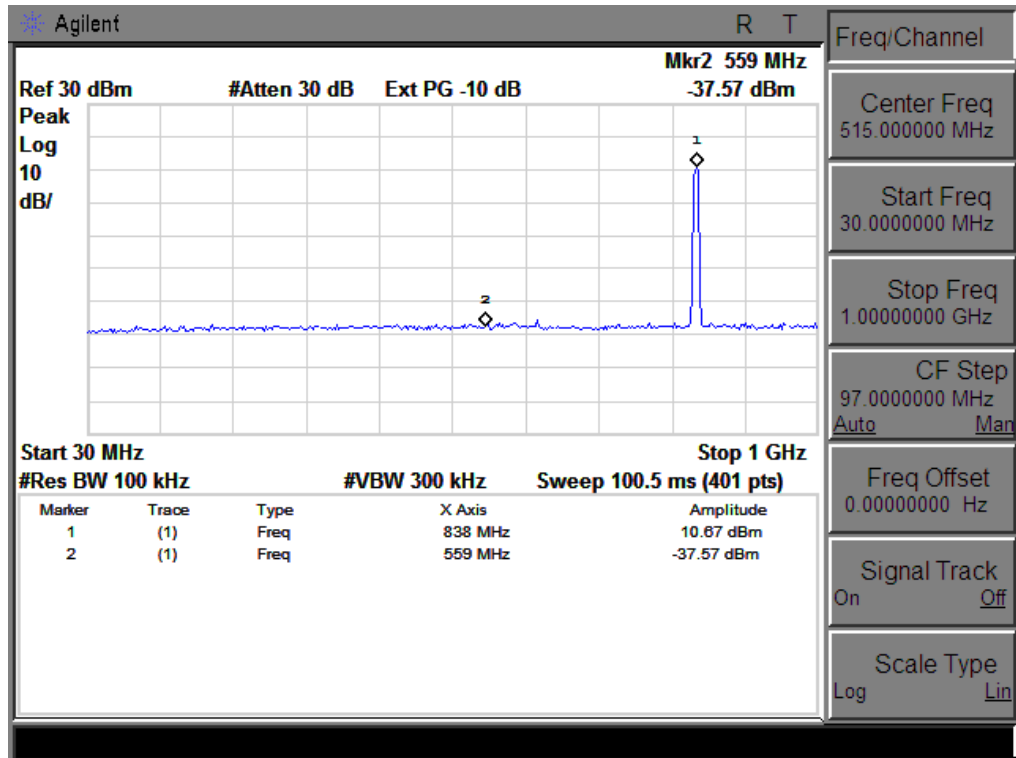 Agilent R T
Mkr2 559 MHz
Ref 30 dBm #Atten 30 dB Ext PG -10 dB -37.57 dBm
Peak
Log
10
dB/
1
2
Start 30 MHz Stop 1 GHz
#Res BW 100 kHz #VBW 300 kHz Sweep 100.5 ms (401 pts)
Marker Trace Type X Axis Amplitude
1 (1) Freq 838 MHz 10.67 dBm
2 (1) Freq 559 MHz -37.57 dBm
Freq/Channel
Center Freq
515.000000 MHz
Start Freq
30.0000000 MHz
Stop Freq
1.00000000 GHz
CF Step
97.0000000 MHz
Auto Man
Freq Offset
0.00000000 Hz
Signal Track
On Off
Scale Type
Log Lin